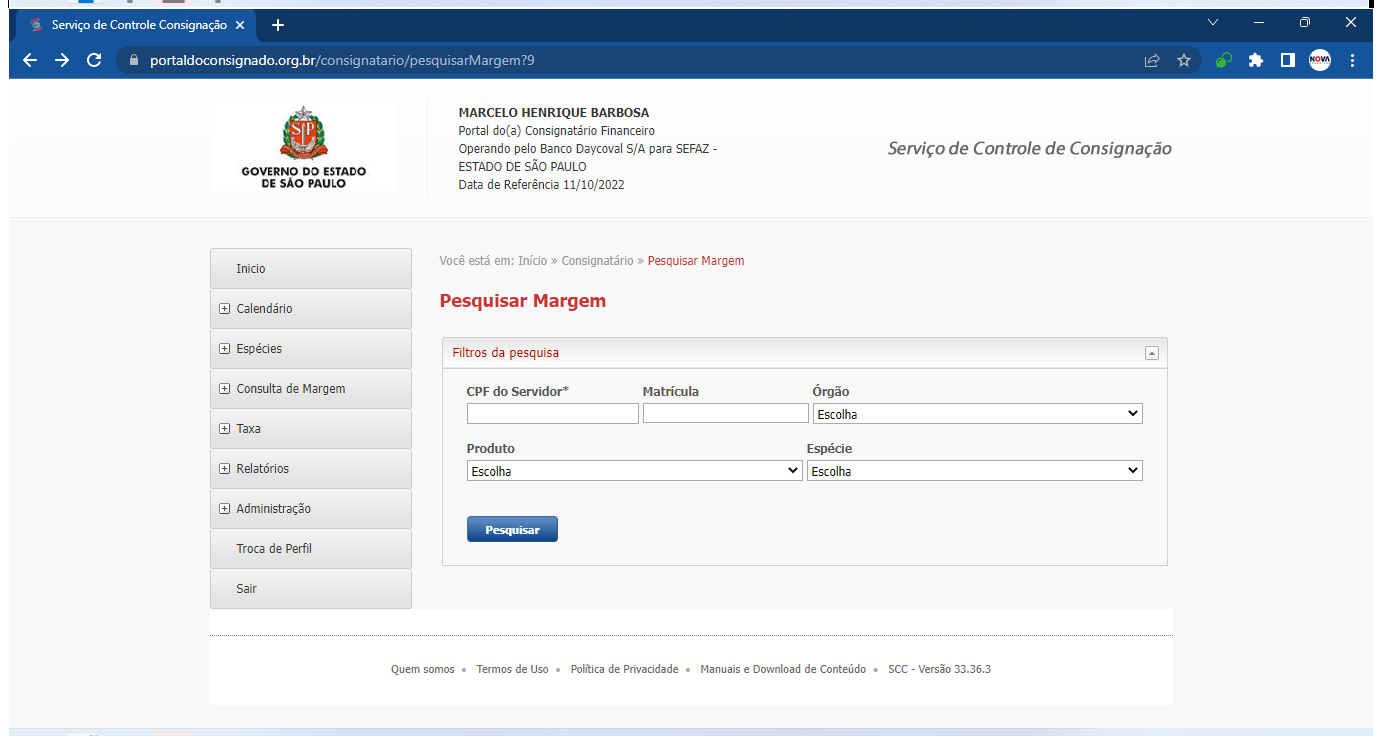 Serviço de Controle Consignação
portaldoconsignado.org.br/consignatario/pesquisarMargem?9
NOVA
SP
GOVERNO DO ESTADO
DE SÃO PAULO
MARCELO HENRIQUE BARBOSA
Portal do(a) Consignatário Financeiro
Operando pelo Banco Daycoval S/A para SEFAZ -
ESTADO DE SÃO PAULO
Data de Referência 11/10/2022
Serviço de Controle de Consignação
Inicio
Calendário
Espécies
Consulta de Margem
Taxa
Relatórios
Administração
Troca de Perfil
Sair
Você está em: Início » Consignatário » Pesquisar Margem
Pesquisar Margem
Filtros da pesquisa
CPF do Servidor* Matrícula Órgão
Escolha
Produto Espécie
Escolha Escolha
Pesquisar
Quem somos • Termos de Uso • Política de Privacidade • Manuais e Download de Conteúdo • SCC - Versão 33.36.3